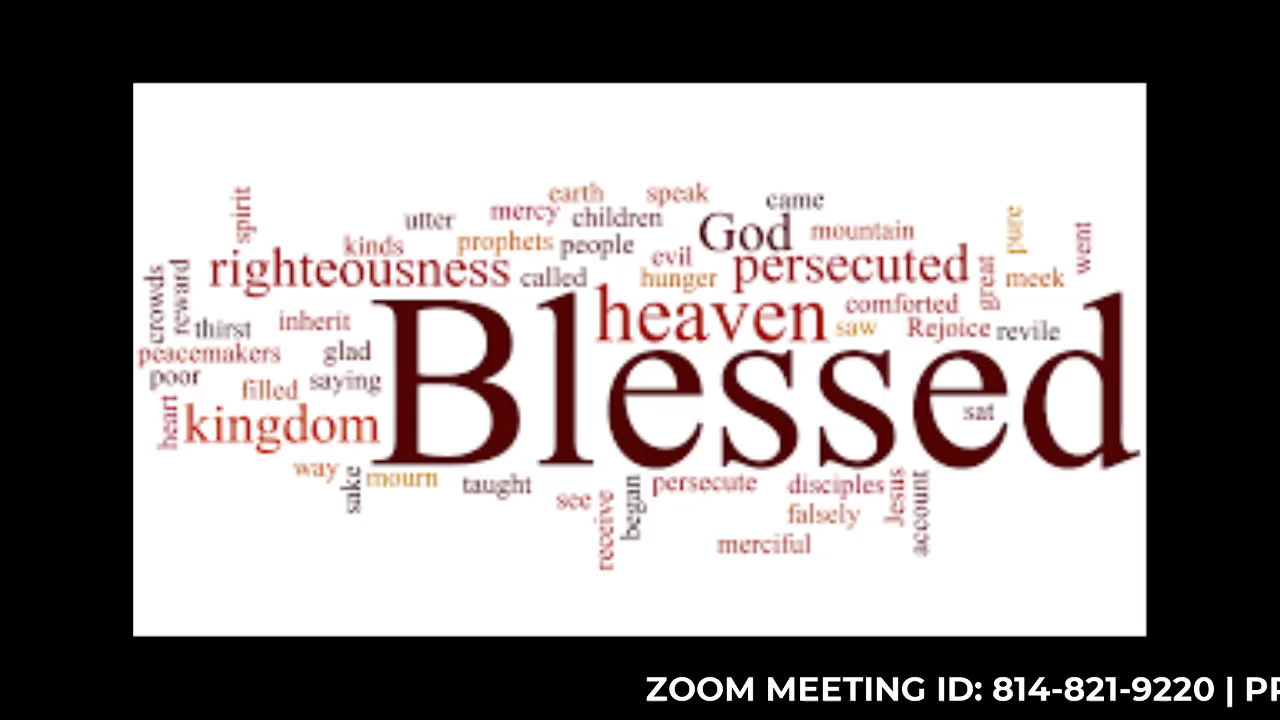 earth speak
spirit came
utter mercy children God mountain pure went
kinds prophets people evil
righteousness called hunger persecuted great meek
crowds reward heaven comforted
thirst inherit saw Rejoice revile
peacemakers glad Blessed
poor filled saying
heart kingdom sat
way sake mourn taught see receive began persecute disciples Jesus account
falsely
merciful
ZOOM MEETING ID: 814-821-9220 |